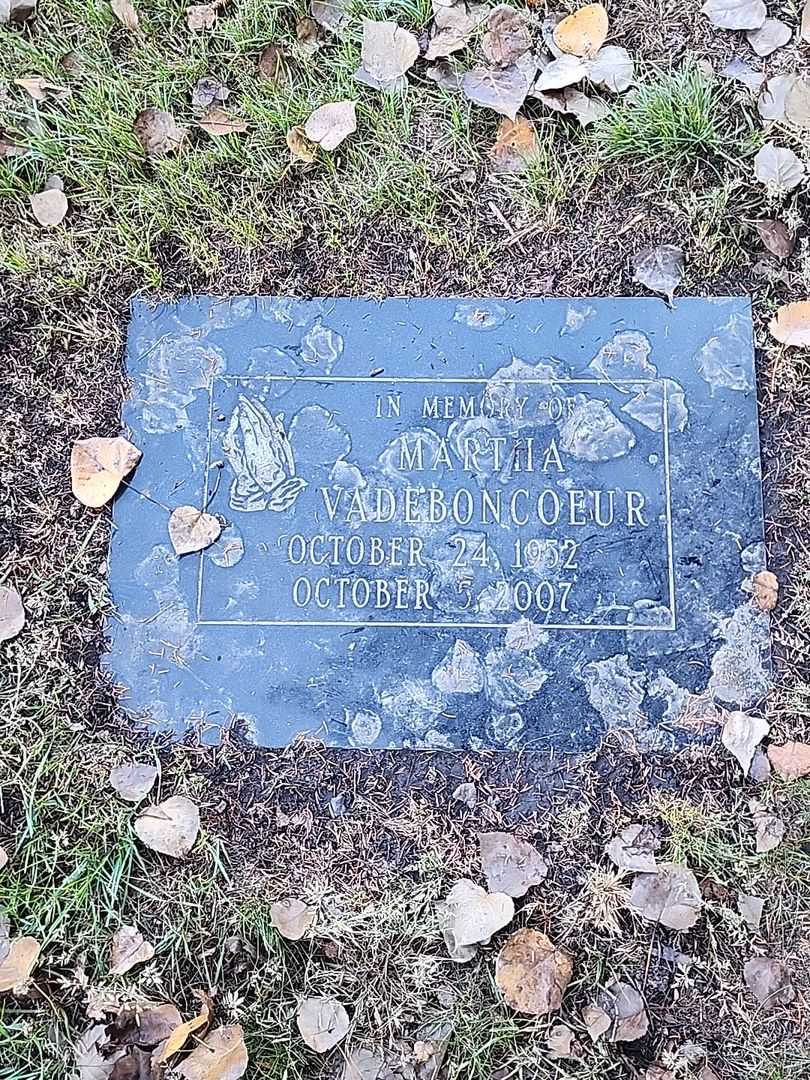 IN MEMORY OF
MARTHA
VADEBONCOEUR
OCTOBER 24, 1952
OCTOBER 5, 2007